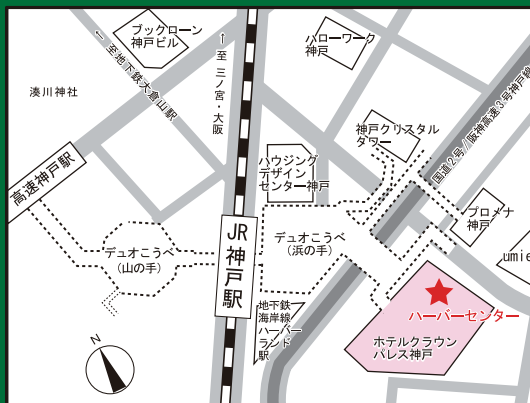 ブックローン
神戸ビル
← 至地下鉄大倉山駅
← 至 三ノ宮・大阪
ハローワーク
神戸
湊川神社
神戸クリスタル
タワー
国道2号/阪神高速3号神戸線
高速神戸駅
ハウジング
デザイン
センター神戸
プロメナ
神戸
umie
デュオこうべ
(山の手)
JR神戸駅
デュオこうべ
(浜の手)
地下鉄
海岸線
ハーバー
ランド
駅
ハーバーセンター
ホテルクラウン
パレス神戸
N